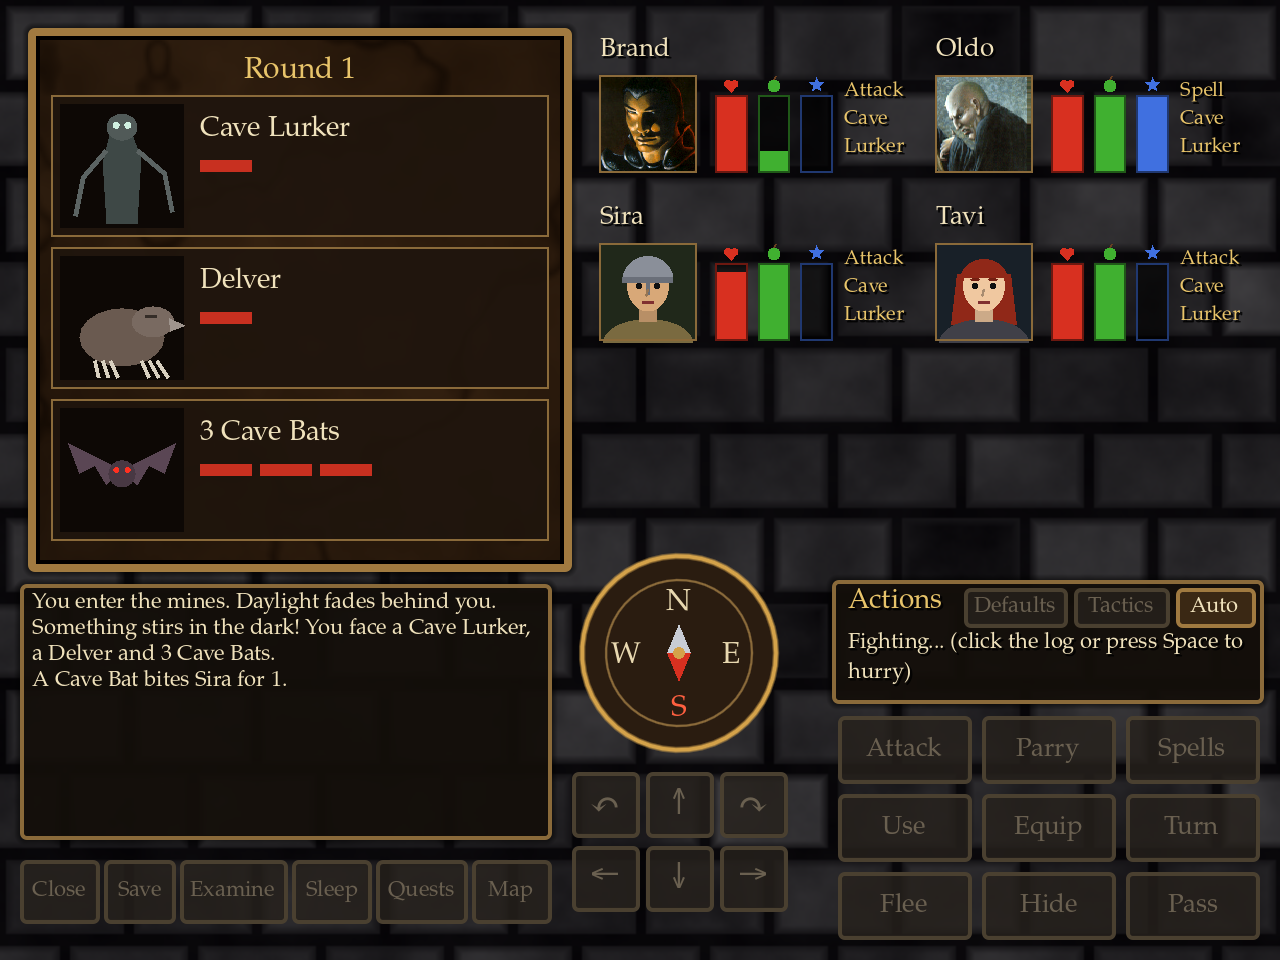 Round 1
Cave Lurker
Delver
3 Cave Bats
Brand
Attack
Cave
Lurker
Oldo
Spell
Cave
Lurker
Sira
Attack
Cave
Lurker
Tavi
Attack
Cave
Lurker
You enter the mines. Daylight fades behind you.
Something stirs in the dark! You face a Cave Lurker,
a Delver and 3 Cave Bats.
A Cave Bat bites Sira for 1.
N
W E
S
Actions Defaults Tactics Auto
Fighting... (click the log or press Space to
hurry)
Attack Parry Spells
Use Equip Turn
Flee Hide Pass
Close Save Examine Sleep Quests Map